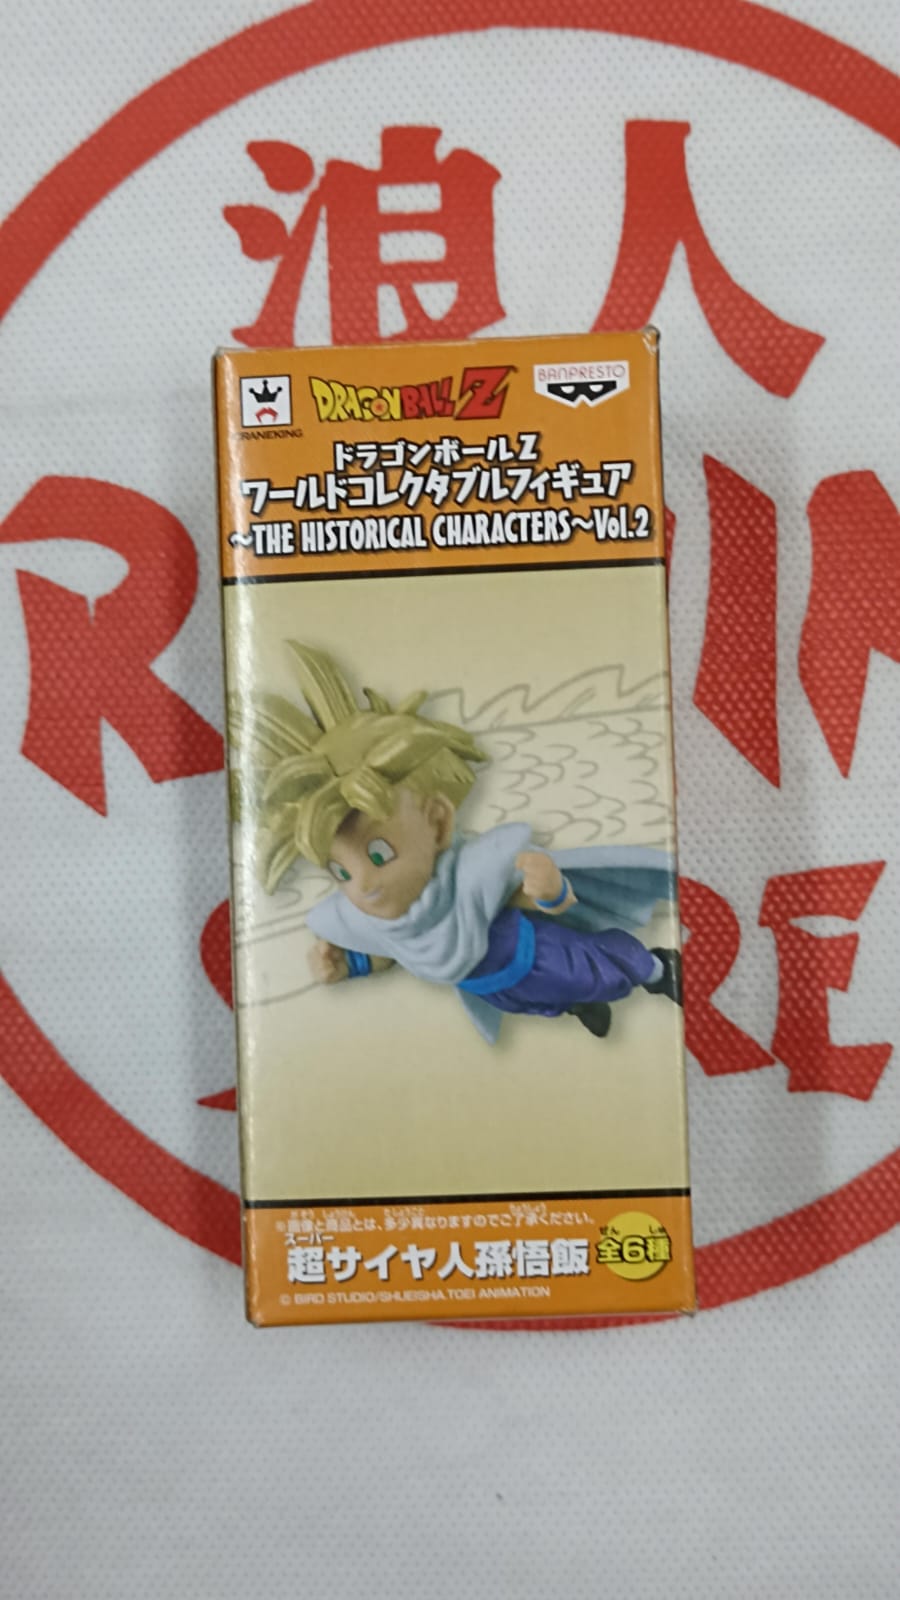 浪人
CRANEKING
DRAGON BALL Z
BANPRESTO
ドラゴンボールZ
ワールドコレクタブルフィギュア
～THE HISTORICAL CHARACTERS～Vol.2
※画像と商品とは、多少異なりますのでご了承ください。
スーパー
超サイヤ人孫悟飯
ぜん しゅ
全6種
© BIRD STUDIO/SHUEISHA,TOEI ANIMATION